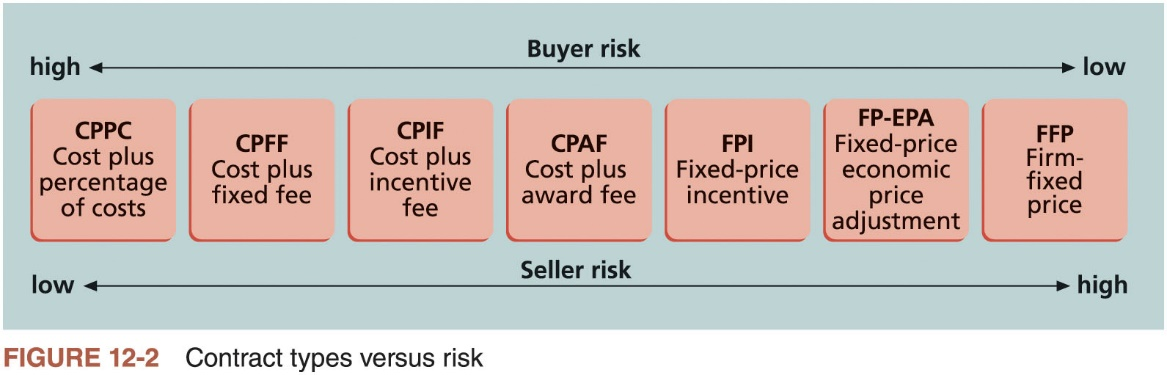 Buyer risk
high
low
CPPC
Cost plus
percentage
of costs
CPFF
Cost plus
fixed fee
CPIF
Cost plus
incentive
fee
CPAF
Cost plus
award fee
FPI
Fixed-price
incentive
FP-EPA
Fixed-price
economic
price
adjustment
FFP
Firm-
fixed
price
Seller risk
low
high
FIGURE 12-2 Contract types versus risk